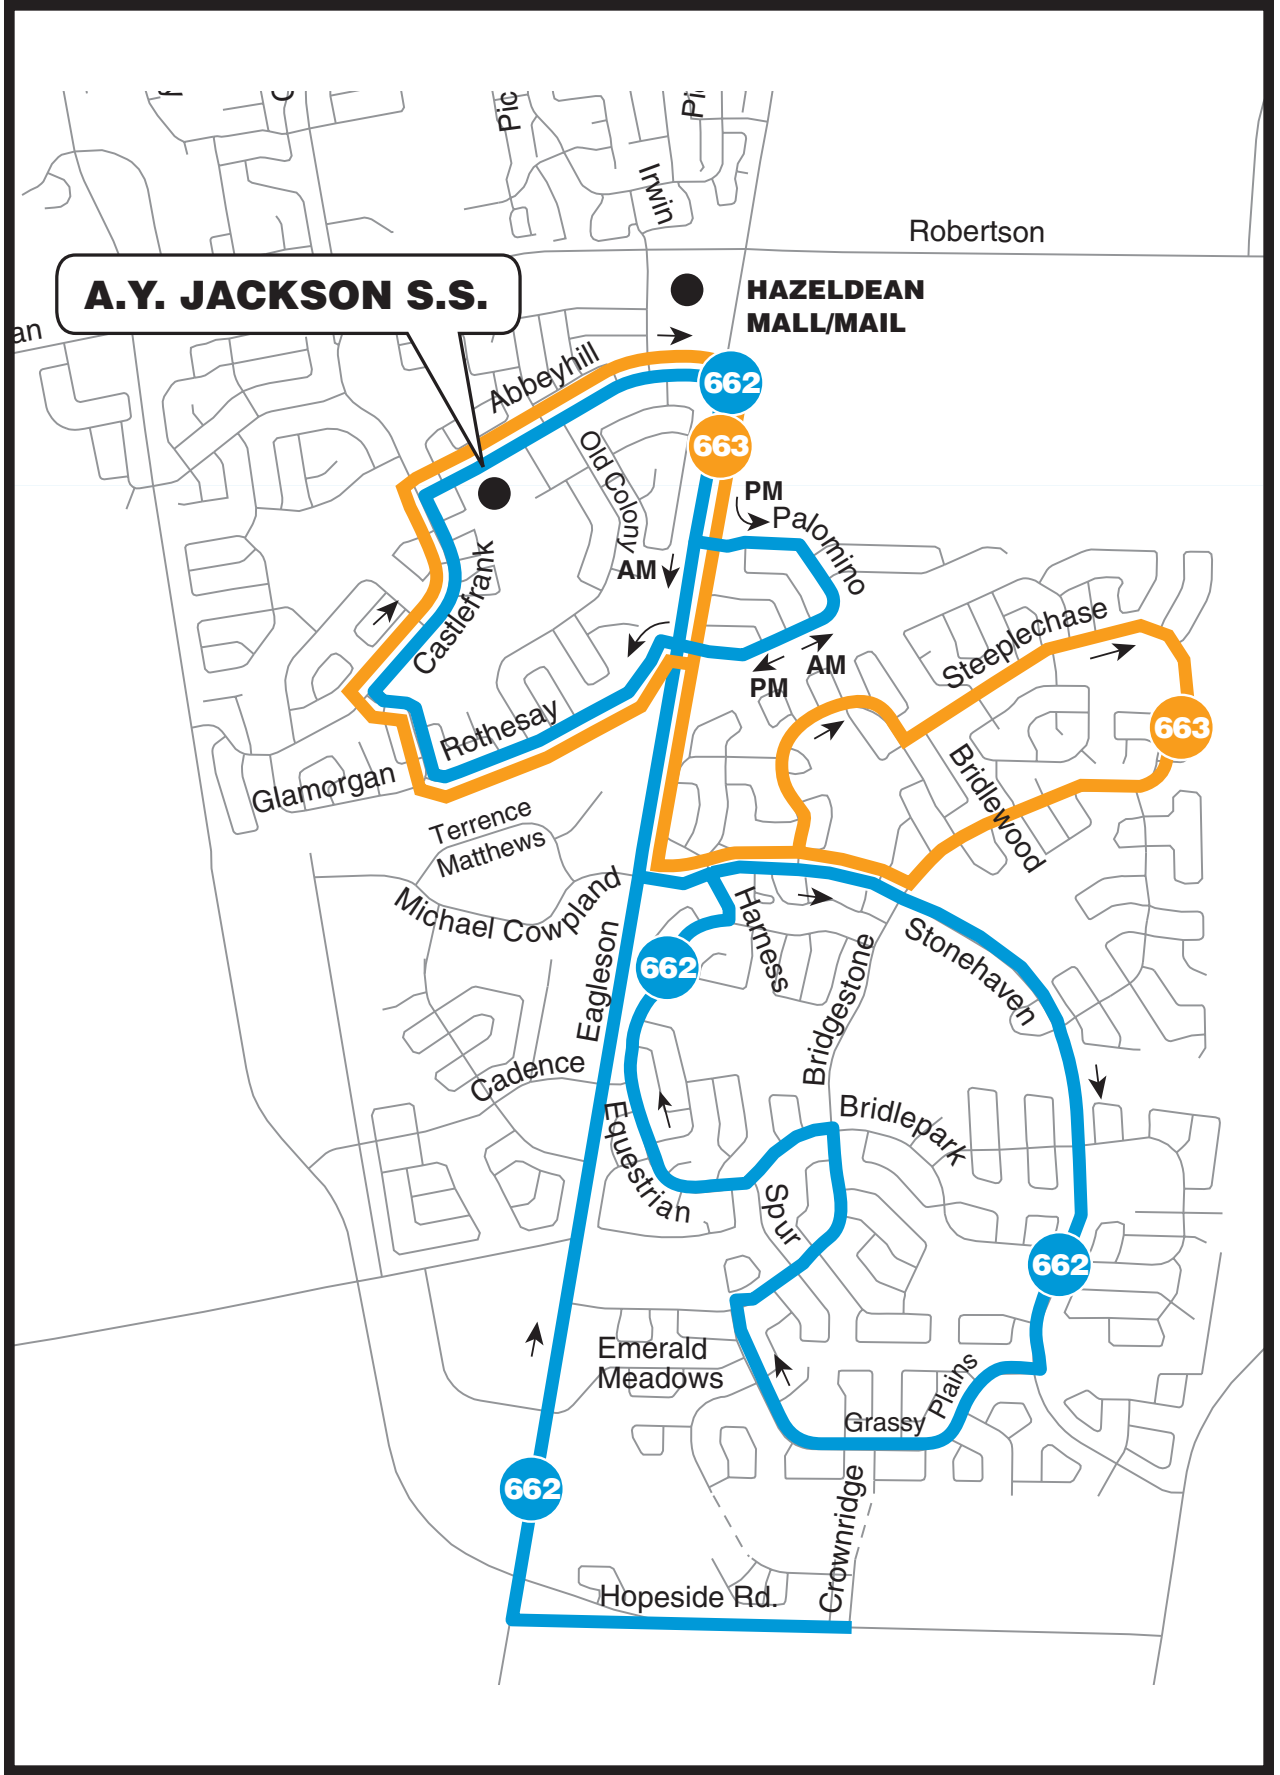 Pic
Irwin
Robertson
A.Y. JACKSON S.S.
HAZELDEAN
MALL/MAIL
an
Abbeyhill
662
Old Colony
663
PM
Palomino
AM
Castlefrank
Steeplechase
AM
PM
663
Rothesay
Glamorgan
Bridlewood
Terrence
Matthews
Michael Cowpland
Harness
Stonehaven
Eagleson
662
Bridgestone
Cadence
Equestrian
Bridlepark
Spur
662
Emerald
Meadows
Grassy Plains
662
Crownridge
Hopeside Rd.